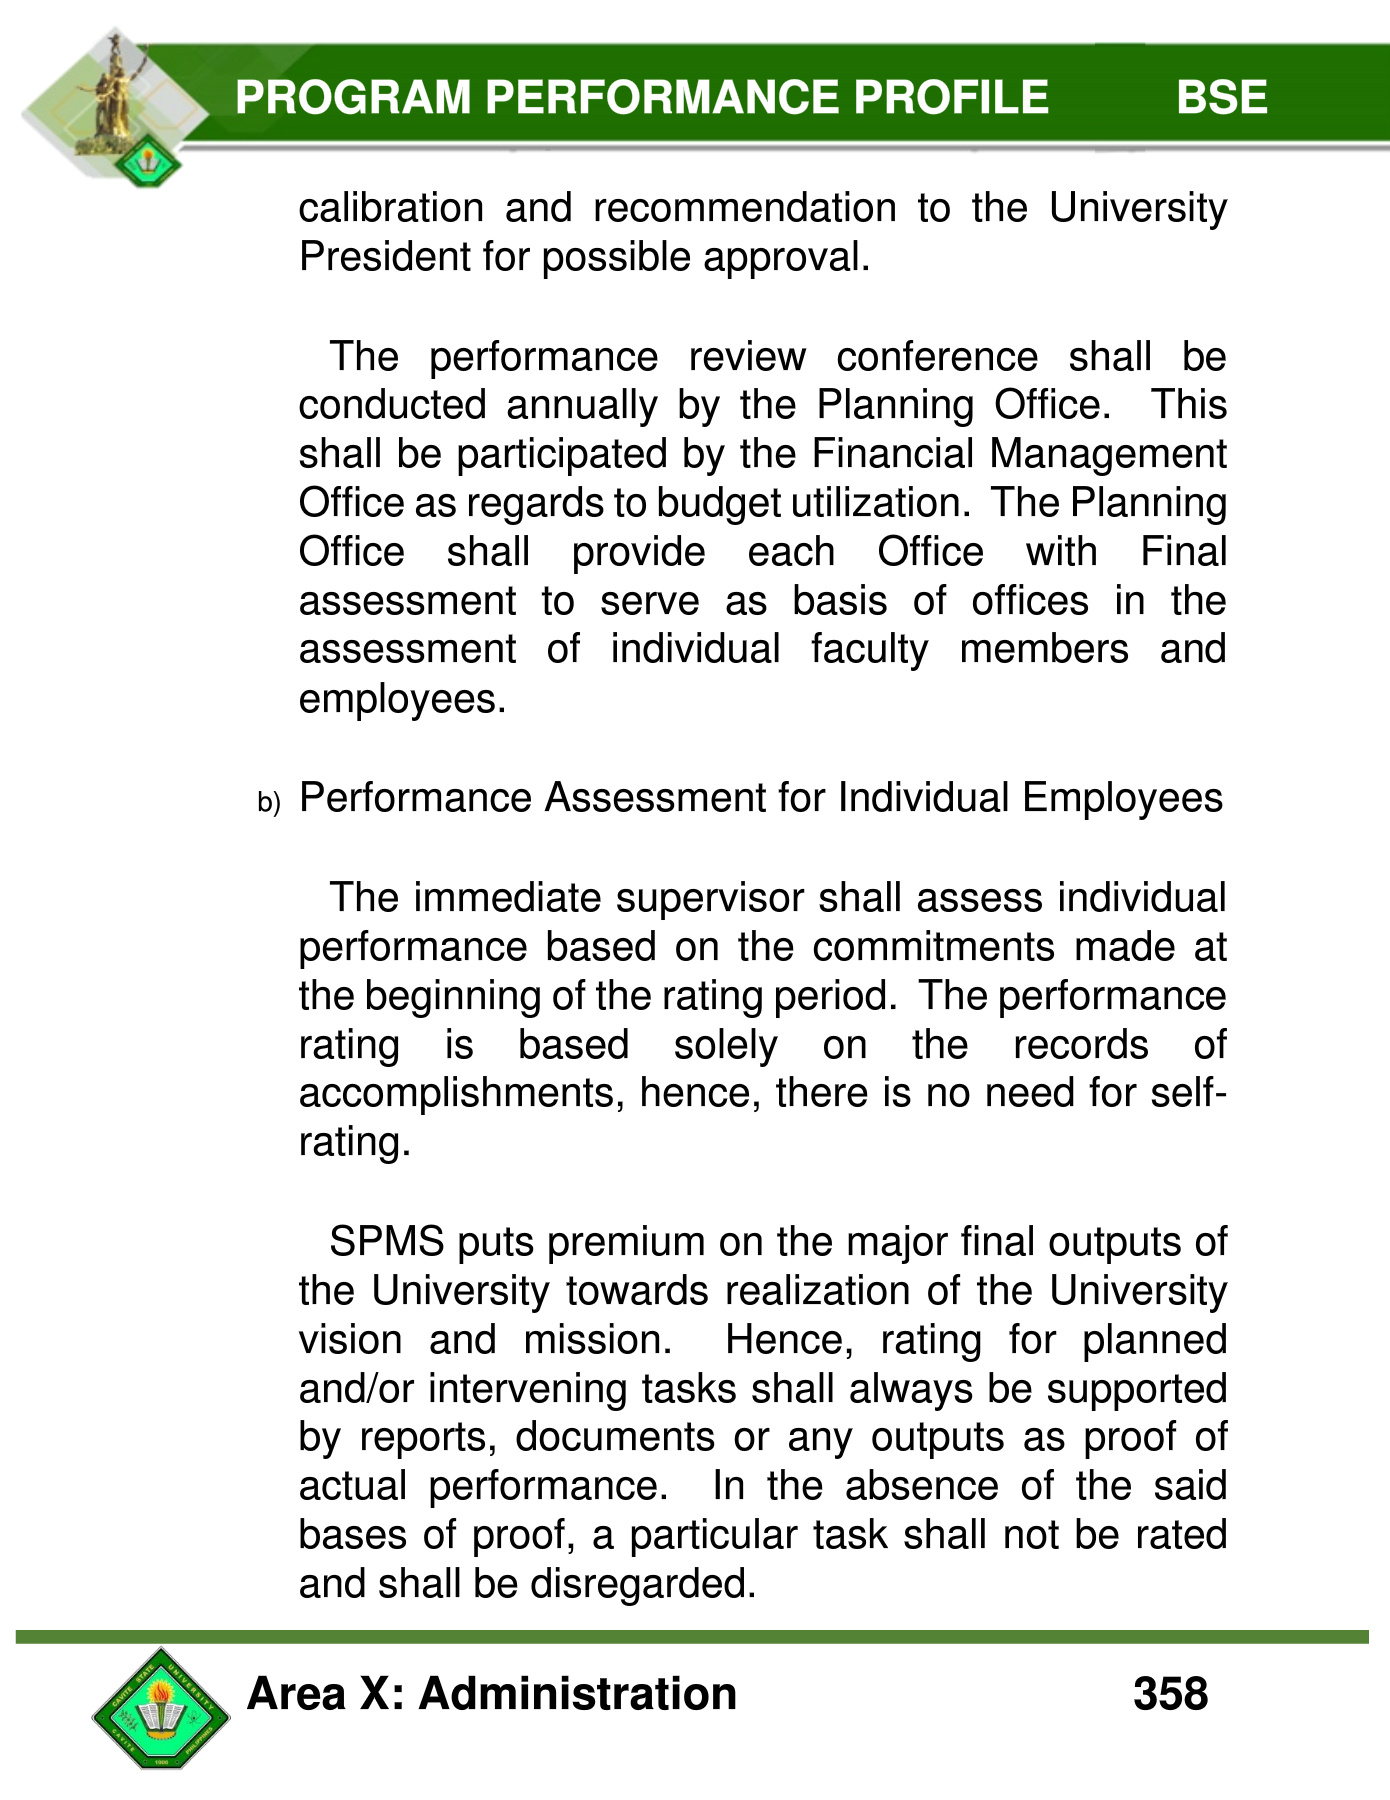 PROGRAM PERFORMANCE PROFILE BSE
calibration and recommendation to the University
President for possible approval.
The performance review conference shall be
conducted annually by the Planning Office. This
shall be participated by the Financial Management
Office as regards to budget utilization. The Planning
Office shall provide each Office with Final
assessment to serve as basis of offices in the
assessment of individual faculty members and
employees.
b) Performance Assessment for Individual Employees
The immediate supervisor shall assess individual
performance based on the commitments made at
the beginning of the rating period. The performance
rating is based solely on the records of
accomplishments, hence, there is no need for self-
rating.
SPMS puts premium on the major final outputs of
the University towards realization of the University
vision and mission. Hence, rating for planned
and/or intervening tasks shall always be supported
by reports, documents or any outputs as proof of
actual performance. In the absence of the said
bases of proof, a particular task shall not be rated
and shall be disregarded.
CAVITE STATE UNIVERSITY
CAVITE PHILIPPINES
1906
Area X: Administration 358